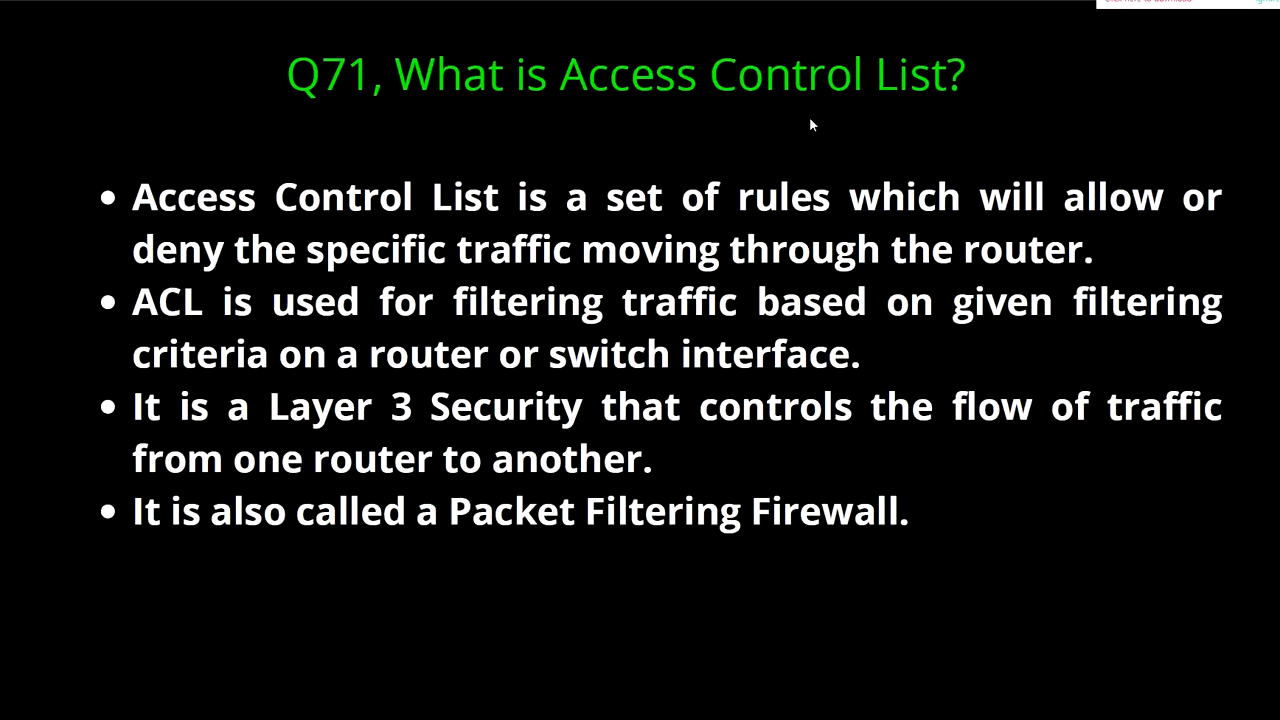 Q71, What is Access Control List?
• Access Control List is a set of rules which will allow or
deny the specific traffic moving through the router.
• ACL is used for filtering traffic based on given filtering
criteria on a router or switch interface.
• It is a Layer 3 Security that controls the flow of traffic
from one router to another.
• It is also called a Packet Filtering Firewall.